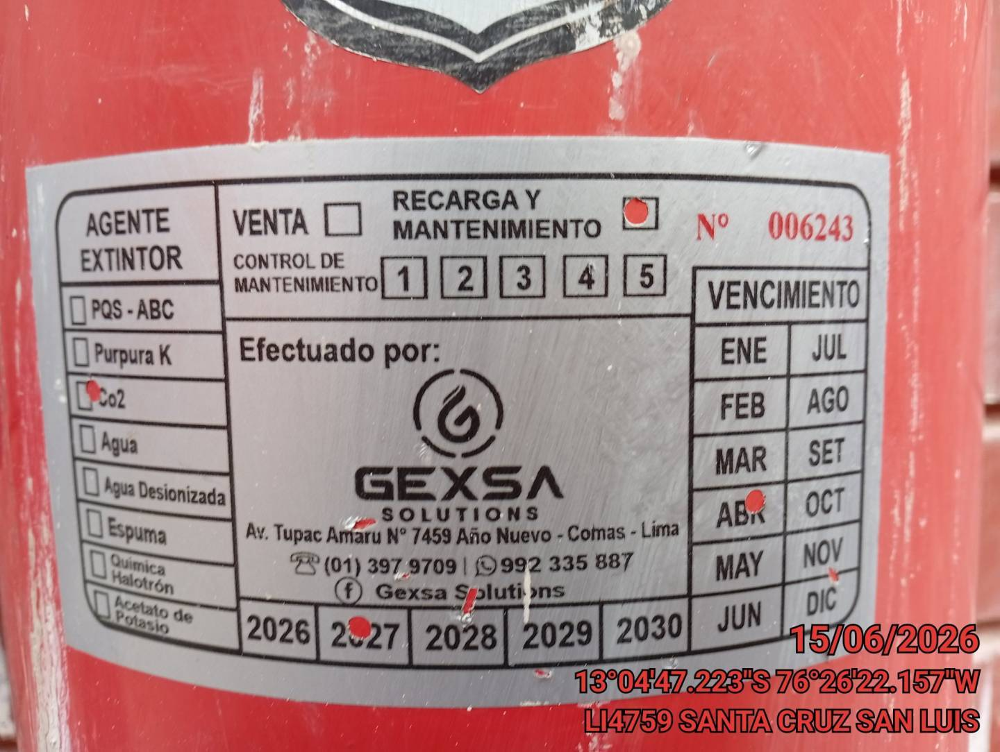 AGENTE
EXTINTOR
PQS - ABC
Purpura K
Co2
Agua
Agua Desionizada
Espuma
Quimica
Halotrón
Acetato de
Potasio
VENTA
RECARGA Y
MANTENIMIENTO
Nº 006243
CONTROL DE
MANTENIMIENTO 1 2 3 4 5
Efectuado por:
GEXSA
SOLUTIONS
Av. Tupac Amaru Nº 7459 Año Nuevo - Comas - Lima
(01) 397 9709 | 992 335 887
f Gexsa Solutions
2026 2027 2028 2029 2030
VENCIMIENTO
ENE JUL
FEB AGO
MAR SET
ABR OCT
MAY NOV
JUN DIC
15/06/2026
13°04'47.223"S 76°26'22.157"W
LI4759 SANTA CRUZ SAN LUIS